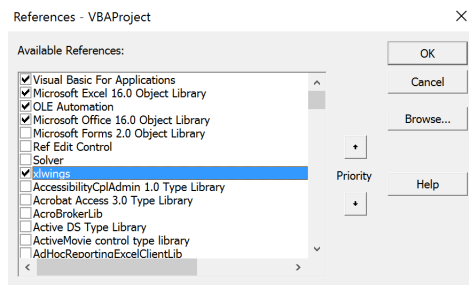 References - VBAProject
Available References:
Visual Basic For Applications
Microsoft Excel 16.0 Object Library
OLE Automation
Microsoft Office 16.0 Object Library
Microsoft Forms 2.0 Object Library
Ref Edit Control
Solver
xlwings
AccessibilityCplAdmin 1.0 Type Library
Acrobat Access 3.0 Type Library
AcroBrokerLib
Active DS Type Library
ActiveMovie control type library
AdHocReportingExcelClientLib
Priority
OK
Cancel
Browse...
Help